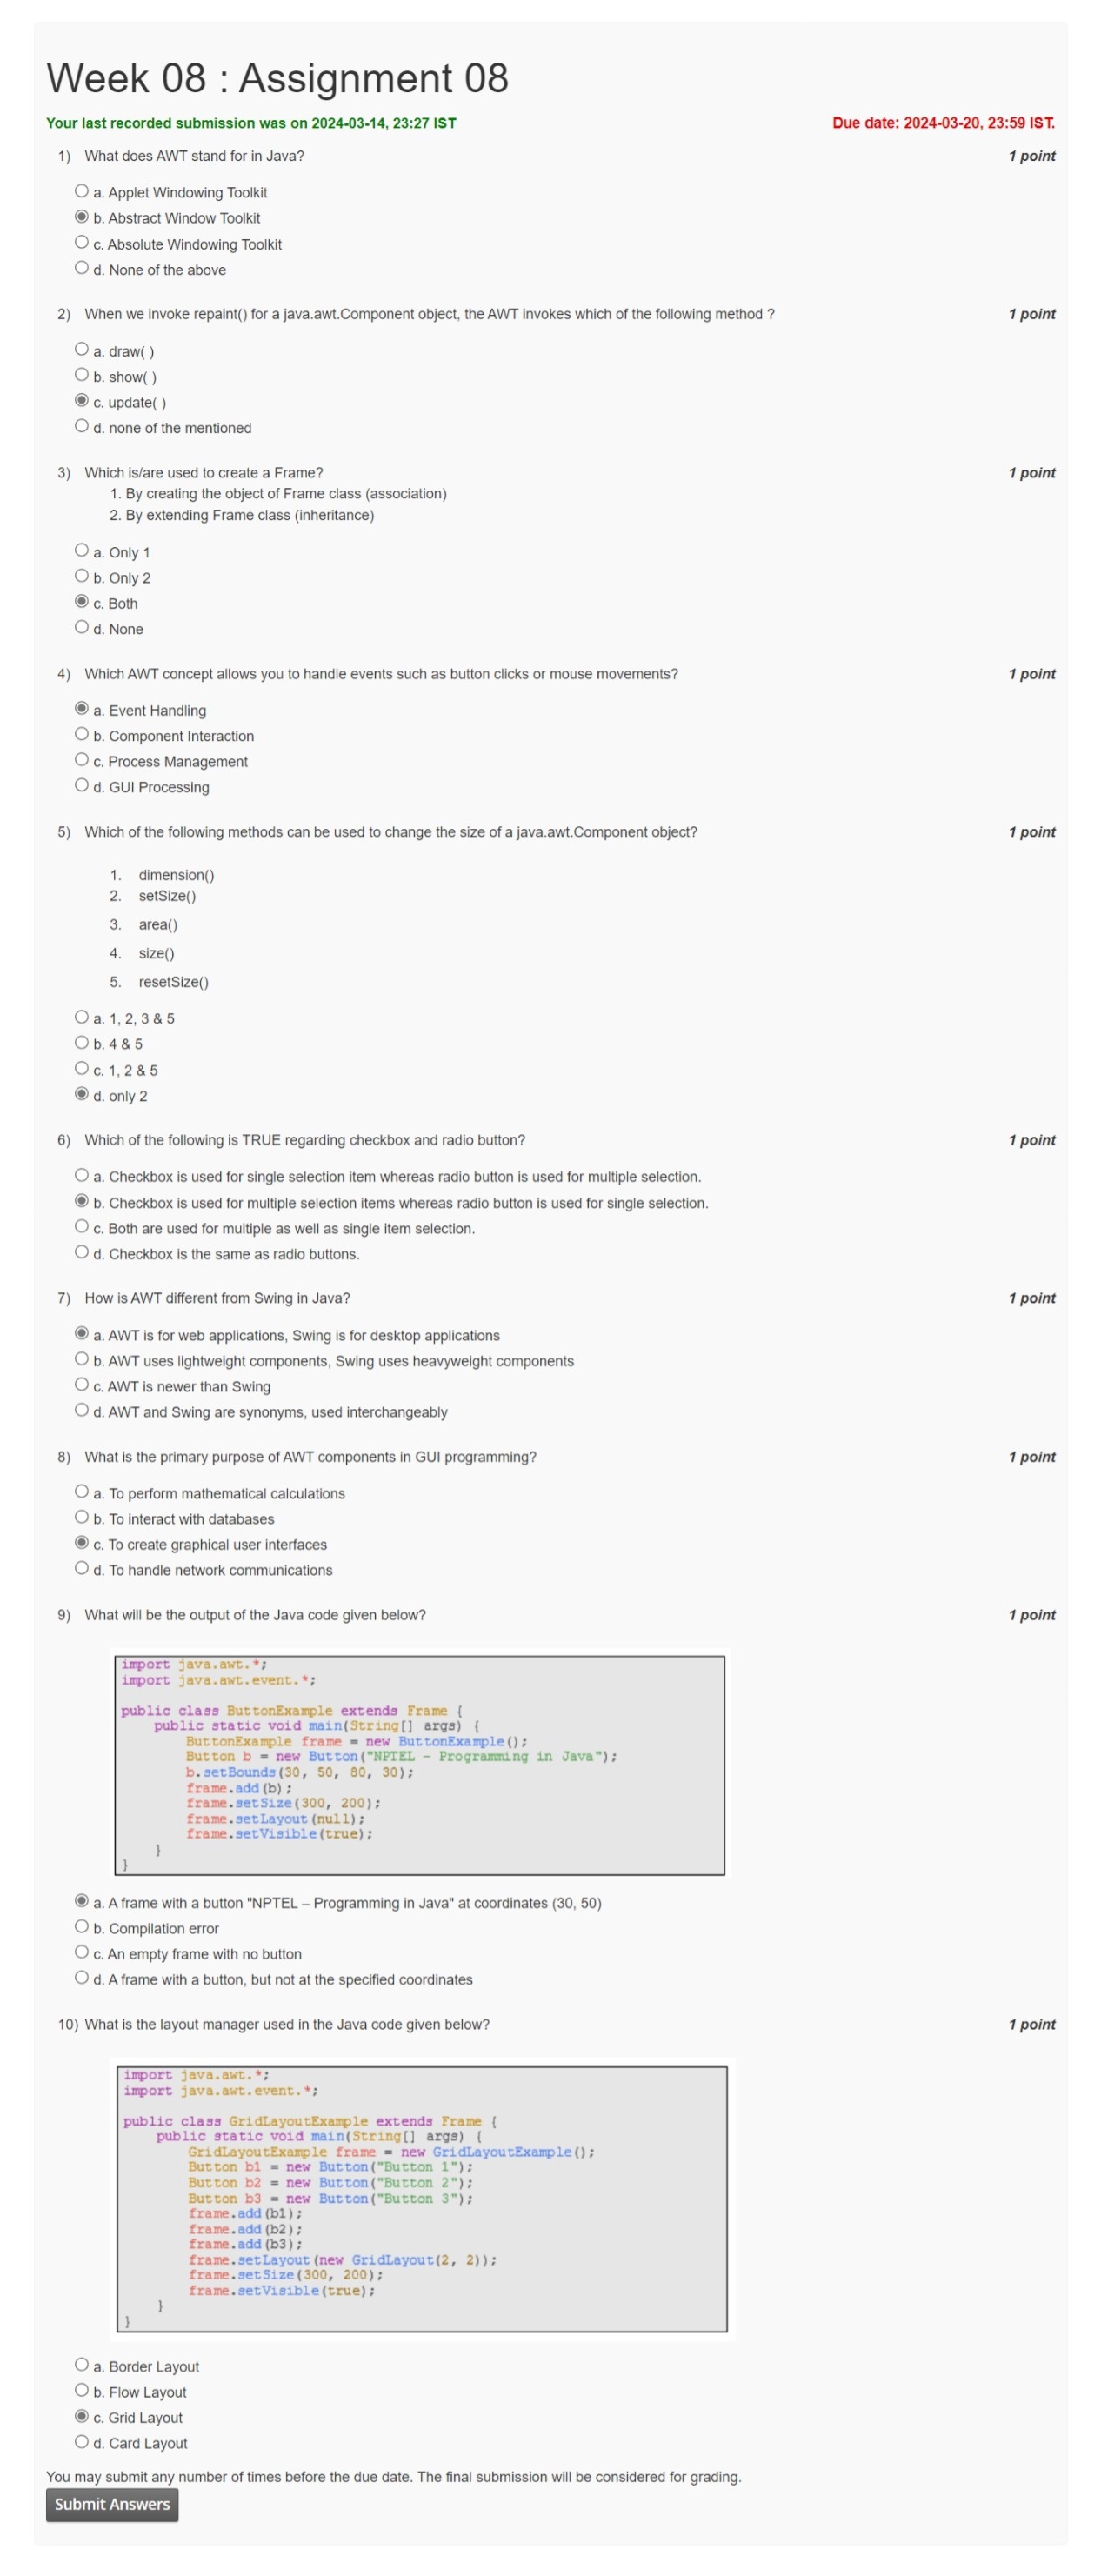 Week 08 : Assignment 08
Your last recorded submission was on 2024-03-14, 23:27 IST
Due date: 2024-03-20, 23:59 IST.
1) What does AWT stand for in Java?
1 point
a. Applet Windowing Toolkit
b. Abstract Window Toolkit
c. Absolute Windowing Toolkit
d. None of the above
2) When we invoke repaint() for a java.awt.Component object, the AWT invokes which of the following method ?
1 point
a. draw( )
b. show( )
c. update( )
d. none of the mentioned
3) Which is/are used to create a Frame?
1 point
1. By creating the object of Frame class (association)
2. By extending Frame class (inheritance)
a. Only 1
b. Only 2
c. Both
d. None
4) Which AWT concept allows you to handle events such as button clicks or mouse movements?
1 point
a. Event Handling
b. Component Interaction
c. Process Management
d. GUI Processing
5) Which of the following methods can be used to change the size of a java.awt.Component object?
1 point
1. dimension()
2. setSize()
3. area()
4. size()
5. resetSize()
a. 1, 2, 3 & 5
b. 4 & 5
c. 1, 2 & 5
d. only 2
6) Which of the following is TRUE regarding checkbox and radio button?
1 point
a. Checkbox is used for single selection item whereas radio button is used for multiple selection.
b. Checkbox is used for multiple selection items whereas radio button is used for single selection.
c. Both are used for multiple as well as single item selection.
d. Checkbox is the same as radio buttons.
7) How is AWT different from Swing in Java?
1 point
a. AWT is for web applications, Swing is for desktop applications
b. AWT uses lightweight components, Swing uses heavyweight components
c. AWT is newer than Swing
d. AWT and Swing are synonyms, used interchangeably
8) What is the primary purpose of AWT components in GUI programming?
1 point
a. To perform mathematical calculations
b. To interact with databases
c. To create graphical user interfaces
d. To handle network communications
9) What will be the output of the Java code given below?
1 point
import java.awt.*;
import java.awt.event.*;
public class ButtonExample extends Frame {
public static void main(String[] args) {
ButtonExample frame = new ButtonExample();
Button b = new Button("NPTEL – Programming in Java");
b.setBounds(30, 50, 80, 30);
frame.add(b);
frame.setSize(300, 200);
frame.setLayout(null);
frame.setVisible(true);
}
}
a. A frame with a button "NPTEL – Programming in Java" at coordinates (30, 50)
b. Compilation error
c. An empty frame with no button
d. A frame with a button, but not at the specified coordinates
10) What is the layout manager used in the Java code given below?
1 point
import java.awt.*;
import java.awt.event.*;
public class GridLayoutExample extends Frame {
public static void main(String[] args) {
GridLayoutExample frame = new GridLayoutExample();
Button b1 = new Button("Button 1");
Button b2 = new Button("Button 2");
Button b3 = new Button("Button 3");
frame.add(b1);
frame.add(b2);
frame.add(b3);
frame.setLayout(new GridLayout(2, 2));
frame.setSize(300, 200);
frame.setVisible(true);
}
}
a. Border Layout
b. Flow Layout
c. Grid Layout
d. Card Layout
You may submit any number of times before the due date. The final submission will be considered for grading.
Submit Answers